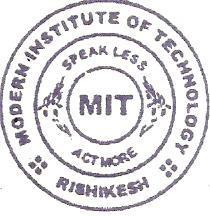 MODERN INSTITUTE OF TECHNOLOGY
SPEAK LESS
MIT
ACT MORE
RISHIKESH